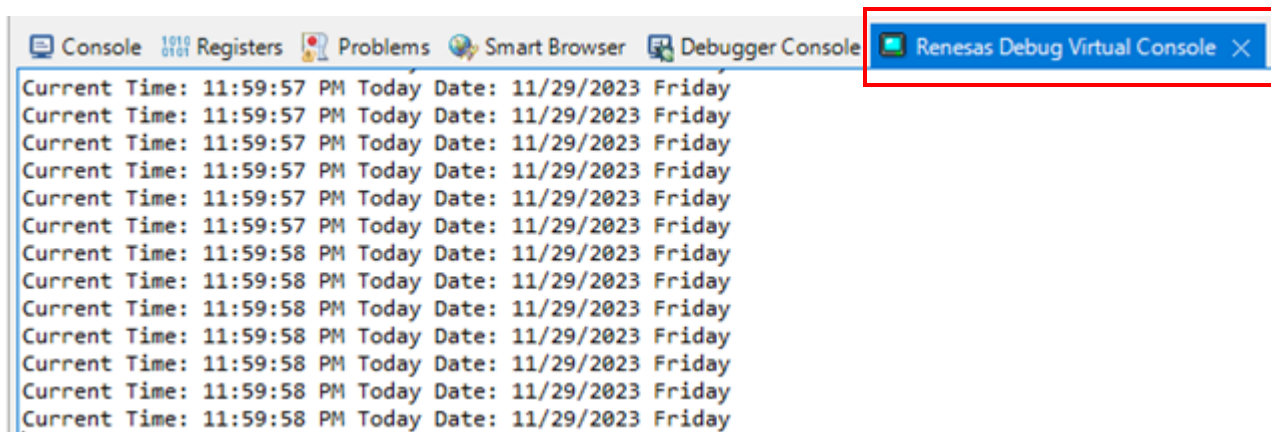 Console Registers Problems Smart Browser Debugger Console Renesas Debug Virtual Console
Current Time: 11:59:57 PM Today Date: 11/29/2023 Friday
Current Time: 11:59:57 PM Today Date: 11/29/2023 Friday
Current Time: 11:59:57 PM Today Date: 11/29/2023 Friday
Current Time: 11:59:57 PM Today Date: 11/29/2023 Friday
Current Time: 11:59:57 PM Today Date: 11/29/2023 Friday
Current Time: 11:59:57 PM Today Date: 11/29/2023 Friday
Current Time: 11:59:58 PM Today Date: 11/29/2023 Friday
Current Time: 11:59:58 PM Today Date: 11/29/2023 Friday
Current Time: 11:59:58 PM Today Date: 11/29/2023 Friday
Current Time: 11:59:58 PM Today Date: 11/29/2023 Friday
Current Time: 11:59:58 PM Today Date: 11/29/2023 Friday
Current Time: 11:59:58 PM Today Date: 11/29/2023 Friday
Current Time: 11:59:58 PM Today Date: 11/29/2023 Friday